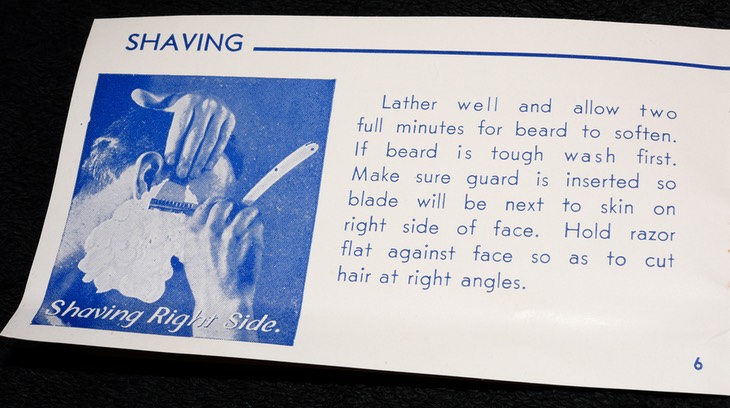 SHAVING
Lather well and allow two
full minutes for beard to soften.
If beard is tough wash first.
Make sure guard is inserted so
blade will be next to skin on
right side of face. Hold razor
flat against face so as to cut
hair at right angles.
Shaving Right Side.
6